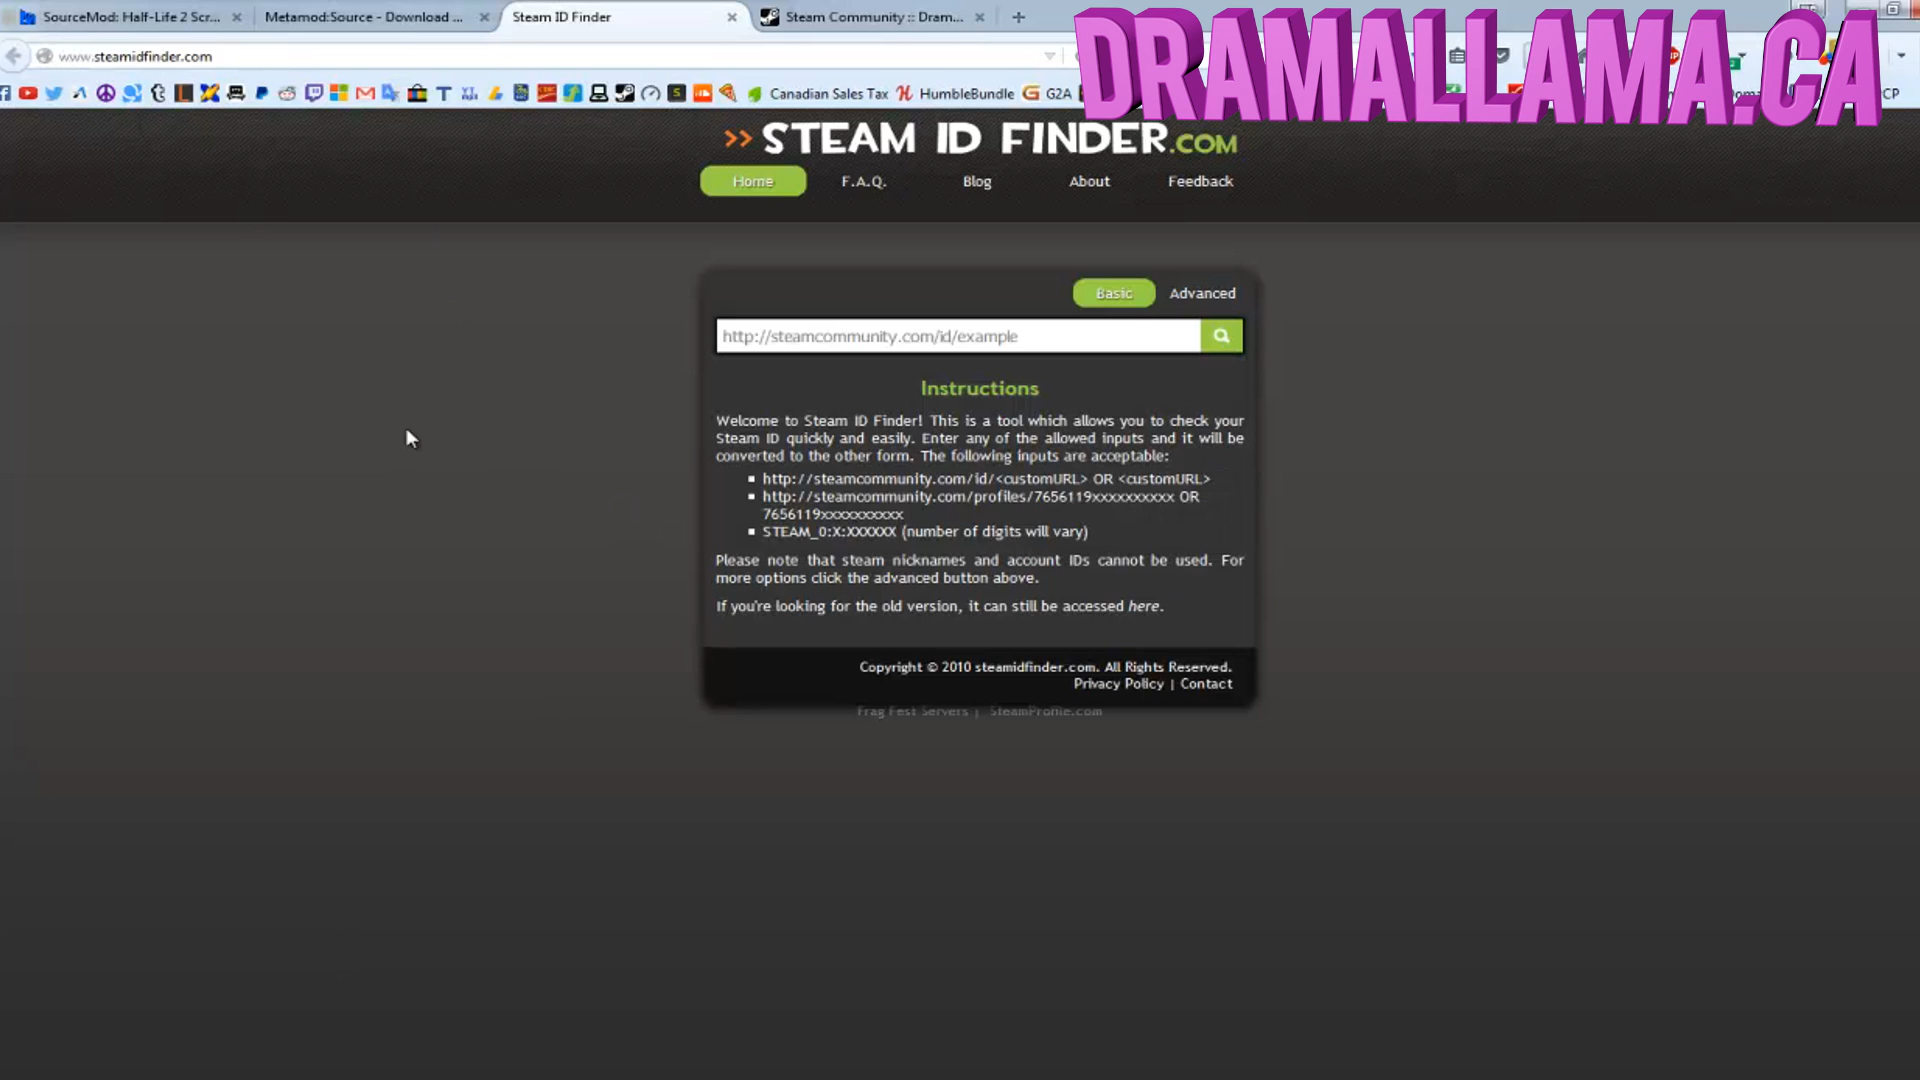 SourceMod: Half-Life 2 Scr...
Metamod:Source - Download ...
Steam ID Finder
Steam Community :: Dram...
DRAMALLAMA.CA
www.steamidfinder.com
Canadian Sales Tax
HumbleBundle
G2A
>> STEAM ID FINDER.COM
Home
F.A.Q.
Blog
About
Feedback
Basic
Advanced
http://steamcommunity.com/id/example
Instructions
Welcome to Steam ID Finder! This is a tool which allows you to check your
Steam ID quickly and easily. Enter any of the allowed inputs and it will be
converted to the other form. The following inputs are acceptable:
http://steamcommunity.com/id/<customURL> OR <customURL>
http://steamcommunity.com/profiles/7656119xxxxxxxxxx OR
7656119xxxxxxxxxx
STEAM_0:X:XXXXXX (number of digits will vary)
Please note that steam nicknames and account IDs cannot be used. For
more options click the advanced button above.
If you're looking for the old version, it can still be accessed here.
Copyright © 2010 steamidfinder.com. All Rights Reserved.
Privacy Policy | Contact
Frag Fest Servers | SteamProfile.com